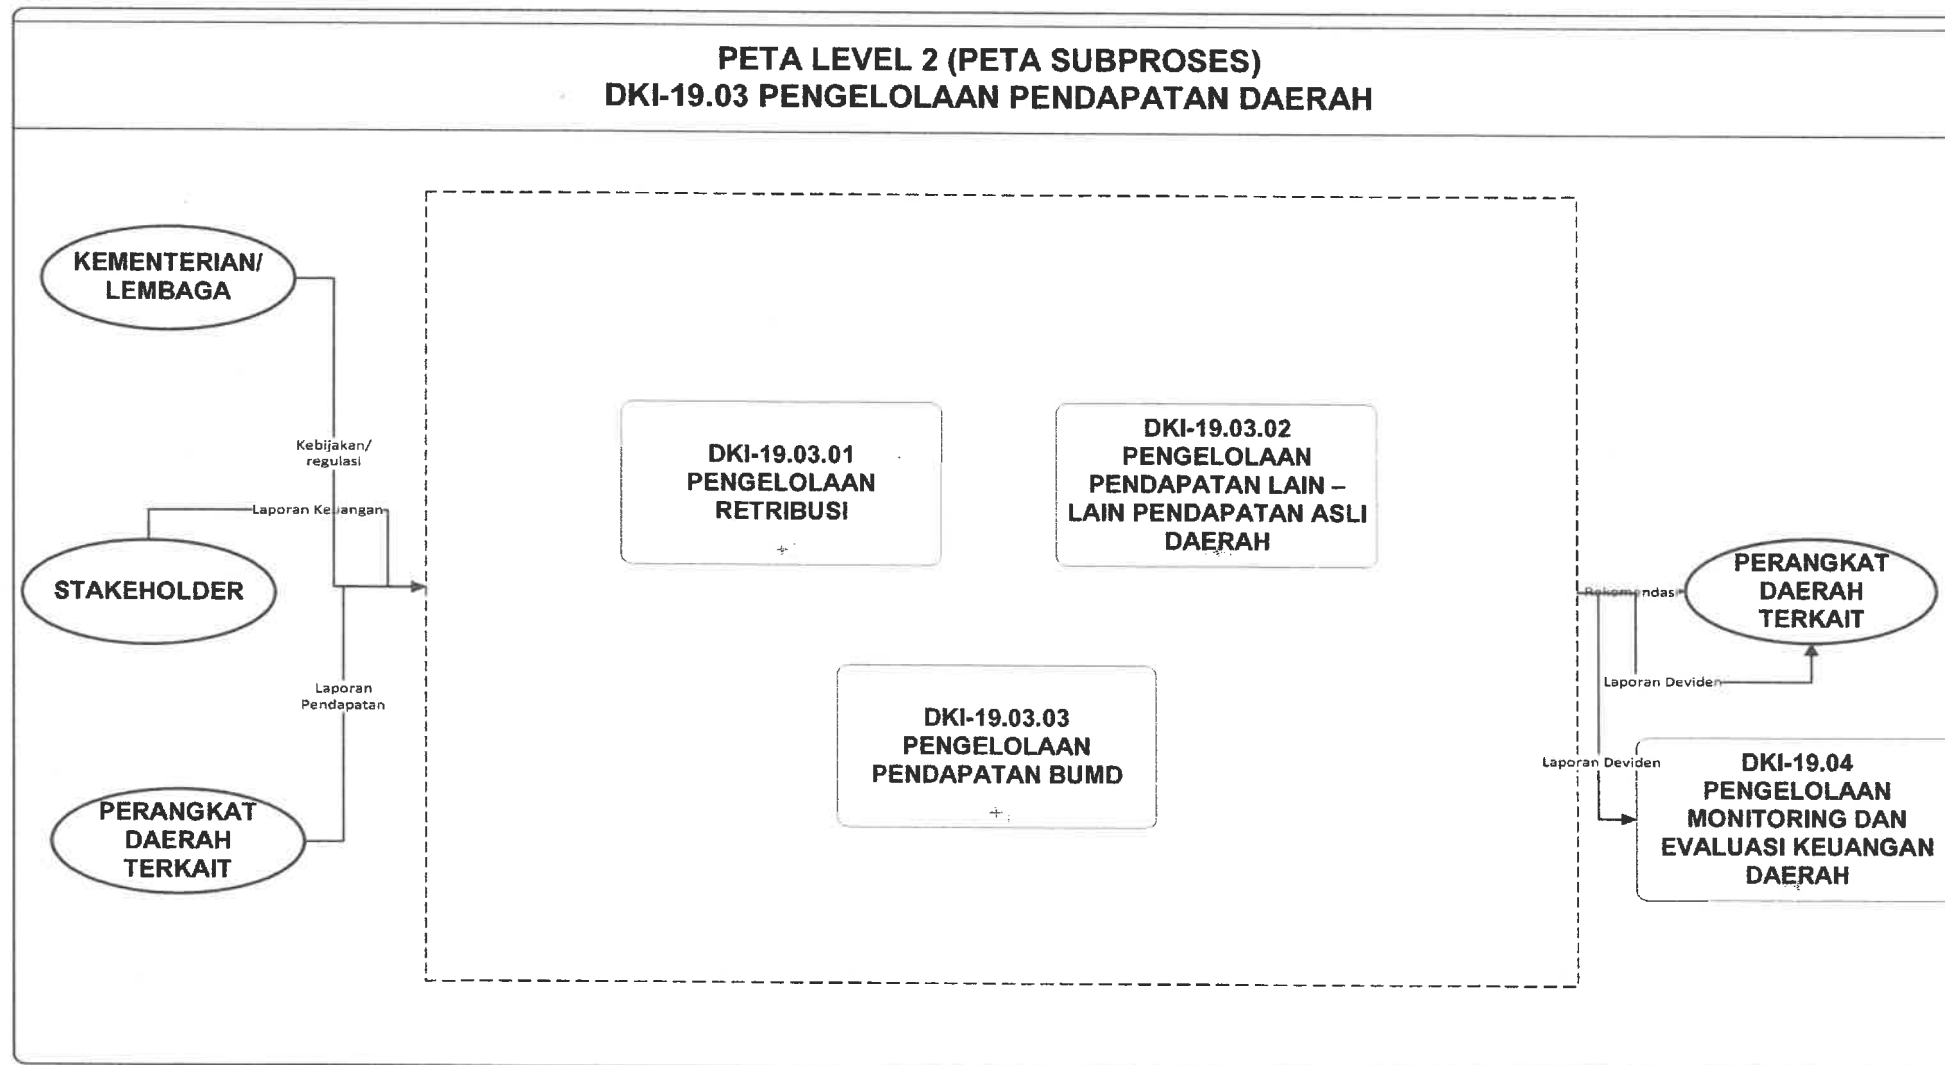 PETA LEVEL 2 (PETA SUBPROSES)
DKI-19.03 PENGELOLAAN PENDAPATAN DAERAH
KEMENTERIAN/
LEMBAGA
Kebijakan/
regulasi
Laporan Keuangan
STAKEHOLDER
Laporan
Pendapatan
PERANGKAT
DAERAH
TERKAIT
DKI-19.03.01
PENGELOLAAN
RETRIBUSI
DKI-19.03.02
PENGELOLAAN
PENDAPATAN LAIN –
LAIN PENDAPATAN ASLI
DAERAH
DKI-19.03.03
PENGELOLAAN
PENDAPATAN BUMD
Rekomendasi
PERANGKAT
DAERAH
TERKAIT
Laporan Deviden
Laporan Deviden
DKI-19.04
PENGELOLAAN
MONITORING DAN
EVALUASI KEUANGAN
DAERAH